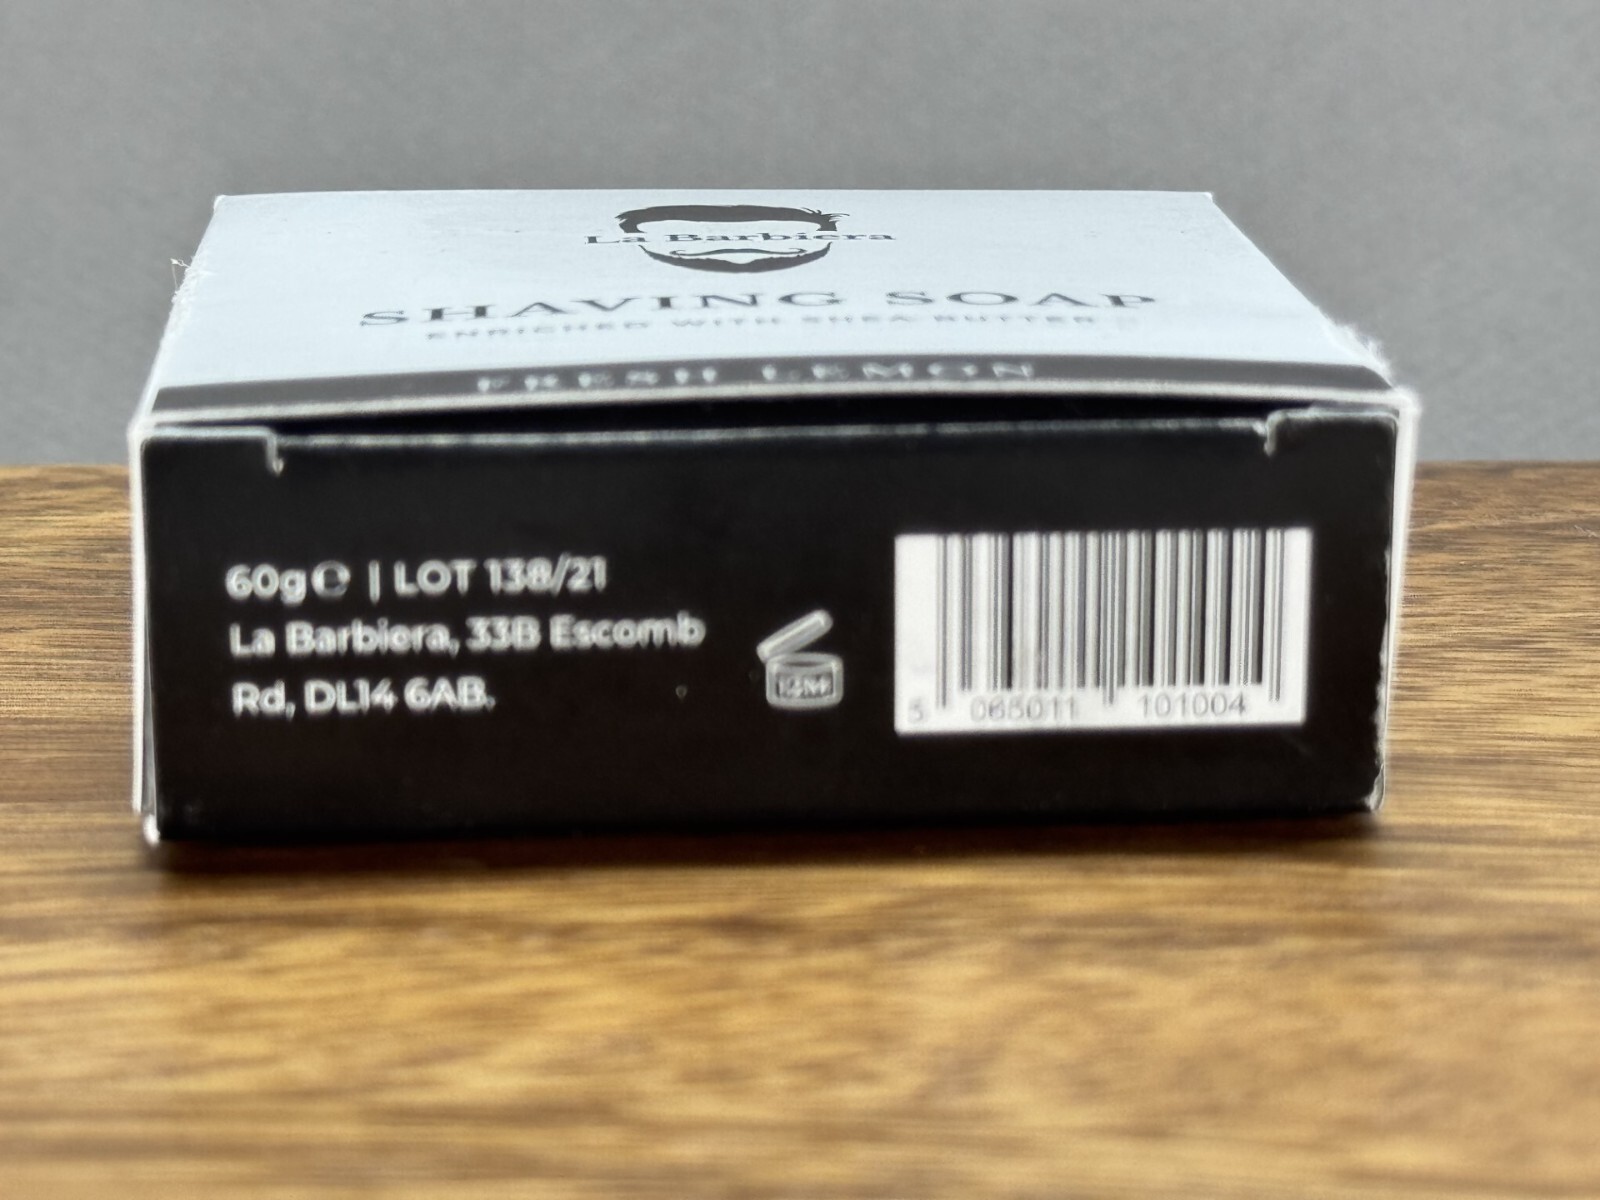 La Barbiera
SHAVING SOAP
ENRICHED WITH SHEA BUTTER
FRESH LEMON
60g℮ | LOT 138/21
La Barbiera, 33B Escomb
Rd, DL14 6AB.
5 065011 101004